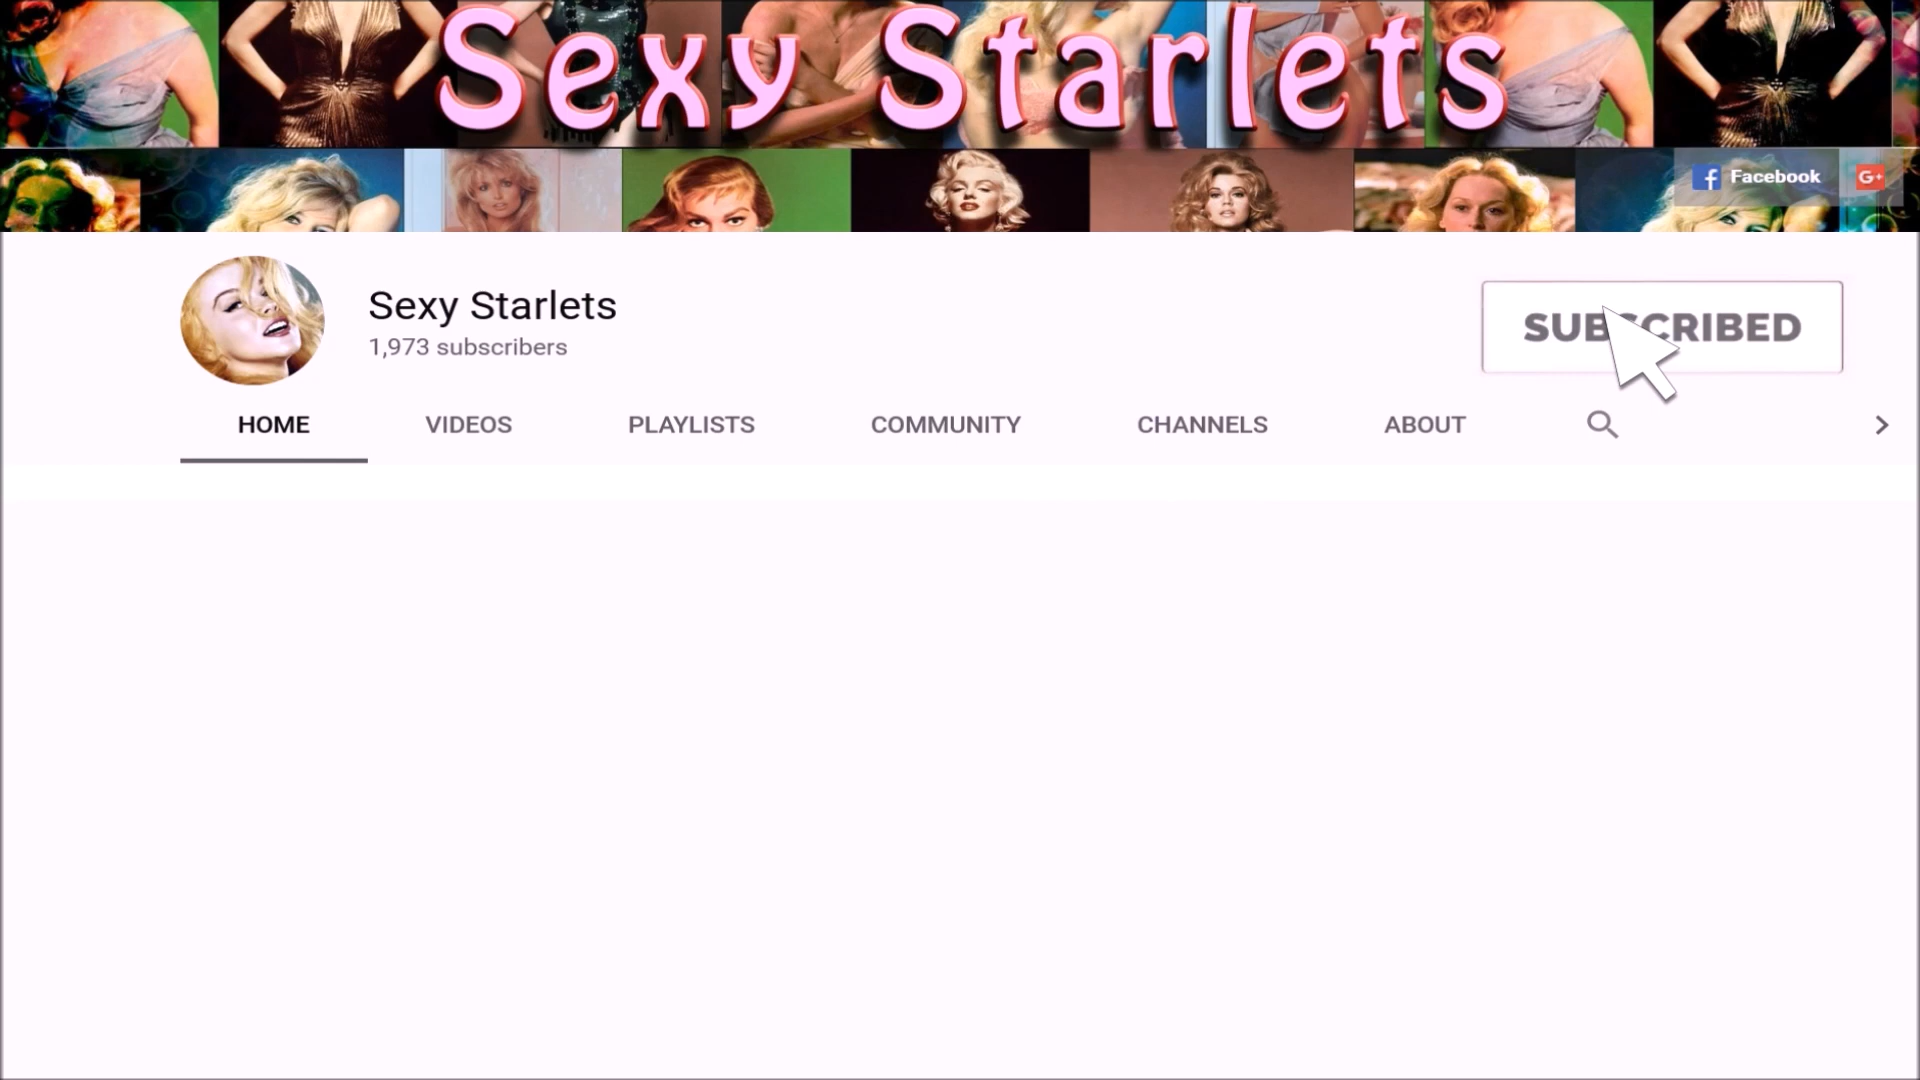 Sexy Starlets
Facebook
G+
Sexy Starlets
1,973 subscribers
SUBSCRIBED
HOME VIDEOS PLAYLISTS COMMUNITY CHANNELS ABOUT